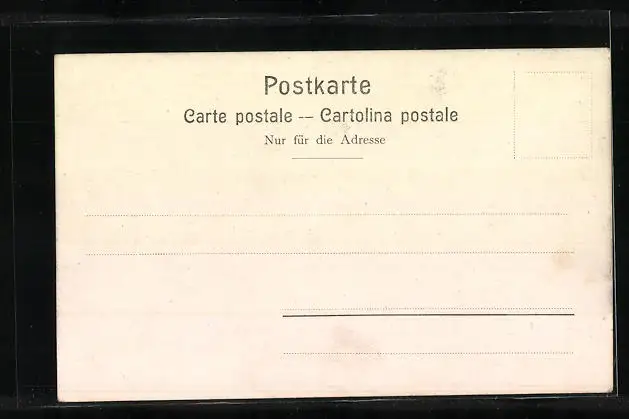 Postkarte
Carte postale -- Cartolina postale
Nur für die Adresse